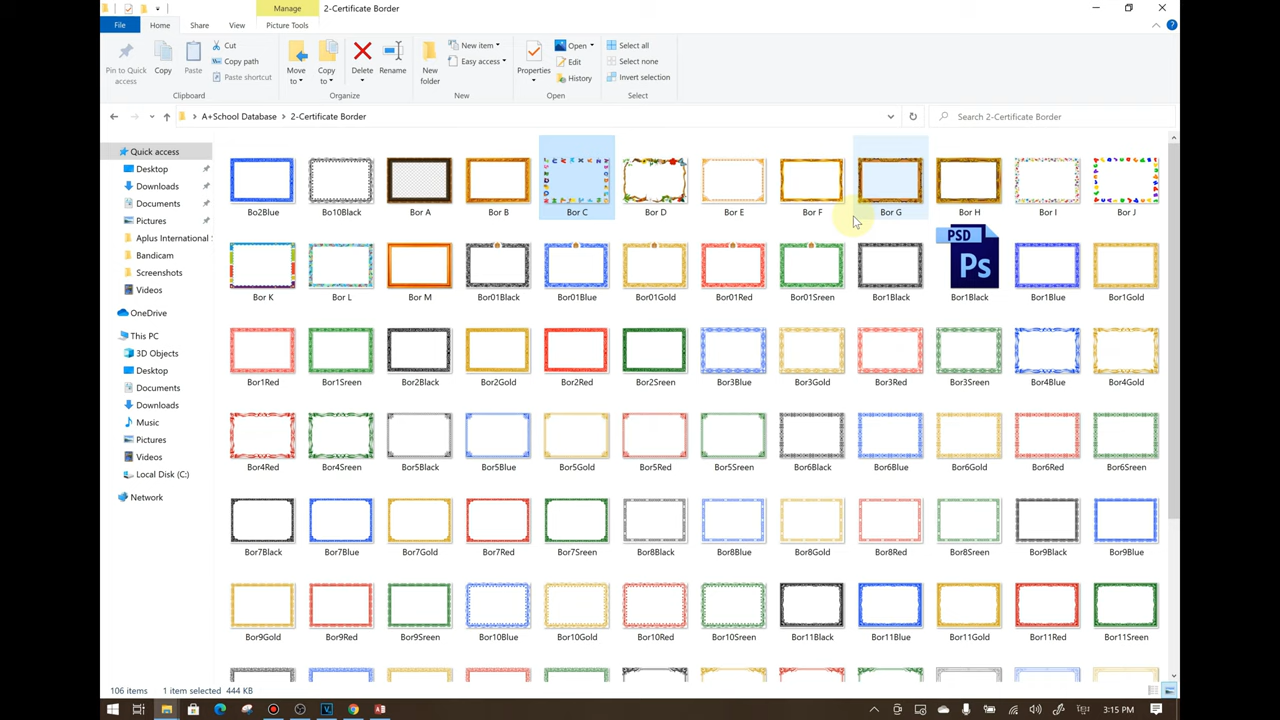 Manage 2-Certificate Border
File Home Share View Picture Tools
Pin to Quick access
Copy
Paste
Cut
Copy path
Paste shortcut
Move to
Copy to
Delete
Rename
New folder
New item
Easy access
Properties
Open
Edit
History
Select all
Select none
Invert selection
Clipboard Organize New Open Select
A+School Database 2-Certificate Border
Search 2-Certificate Border
Quick access
Desktop
Downloads
Documents
Pictures
Aplus International
Bandicam
Screenshots
Videos
OneDrive
This PC
3D Objects
Desktop
Documents
Downloads
Music
Pictures
Videos
Local Disk (C:)
Network
Bo2Blue Bo10Black Bor A Bor B Bor C Bor D Bor E Bor F Bor G Bor H Bor I Bor J
PSD
Ps
Bor K Bor L Bor M Bor01Black Bor01Blue Bor01Gold Bor01Red Bor01Sreen Bor1Black Bor1Black Bor1Blue Bor1Gold
Bor1Red Bor1Sreen Bor2Black Bor2Gold Bor2Red Bor2Sreen Bor3Blue Bor3Gold Bor3Red Bor3Sreen Bor4Blue Bor4Gold
Bor4Red Bor4Sreen Bor5Black Bor5Blue Bor5Gold Bor5Red Bor5Sreen Bor6Black Bor6Blue Bor6Gold Bor6Red Bor6Sreen
Bor7Black Bor7Blue Bor7Gold Bor7Red Bor7Sreen Bor8Black Bor8Blue Bor8Gold Bor8Red Bor8Sreen Bor9Black Bor9Blue
Bor9Gold Bor9Red Bor9Sreen Bor10Blue Bor10Gold Bor10Red Bor10Sreen Bor11Black Bor11Blue Bor11Gold Bor11Red Bor11Sreen
106 items 1 item selected 444 KB
3:15 PM